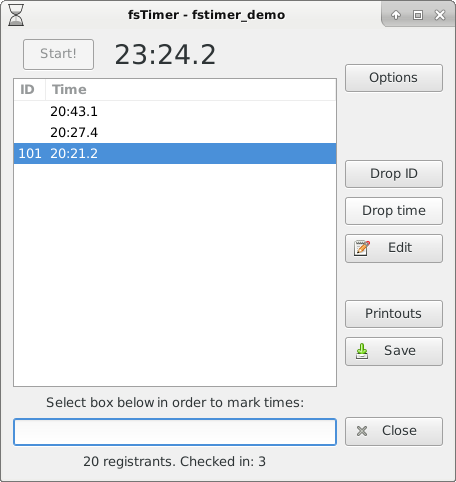 fsTimer - fstimer_demo
Start!
23:24.2
Options
ID Time
20:43.1
20:27.4
101 20:21.2
Drop ID
Drop time
Edit
Printouts
Save
Select box below in order to mark times:
Close
20 registrants. Checked in: 3